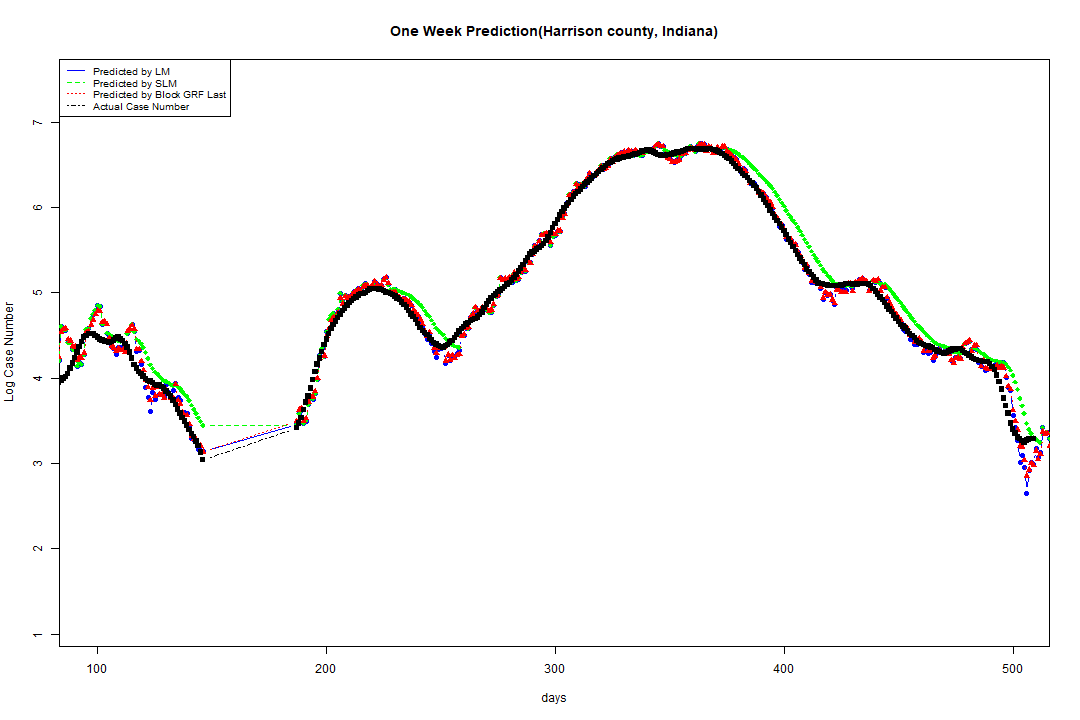 One Week Prediction(Harrison county, Indiana)
Predicted by LM
Predicted by SLM
Predicted by Block GRF Last
Actual Case Number
7
6
5
4
3
2
1
Log Case Number
100 200 300 400 500
days